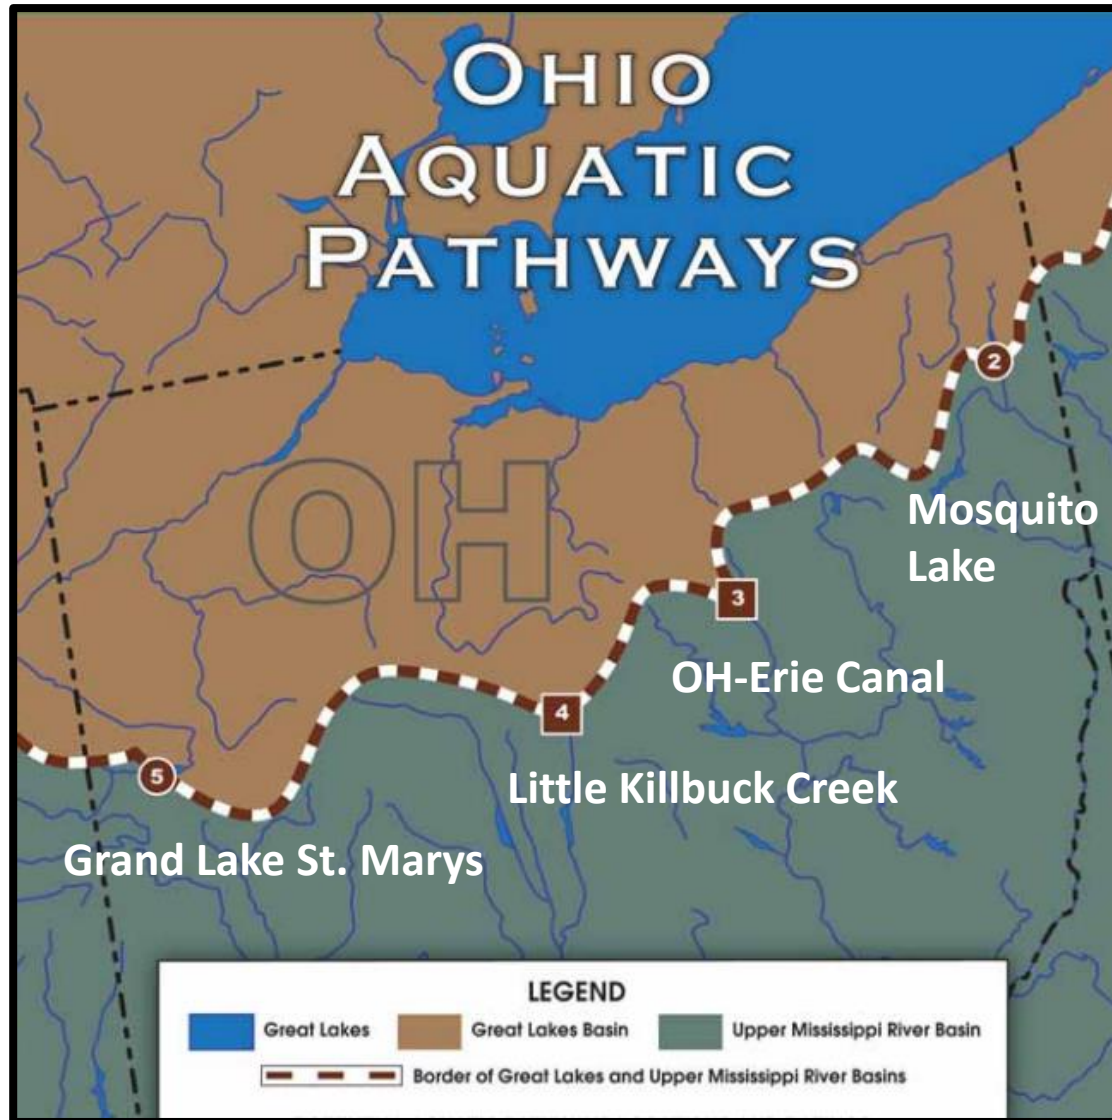 OHIO
AQUATIC
PATHWAYS
OH
2
Mosquito
Lake
3
OH-Erie Canal
4
Little Killbuck Creek
5
Grand Lake St. Marys
LEGEND
Great Lakes
Great Lakes Basin
Upper Mississippi River Basin
Border of Great Lakes and Upper Mississippi River Basins